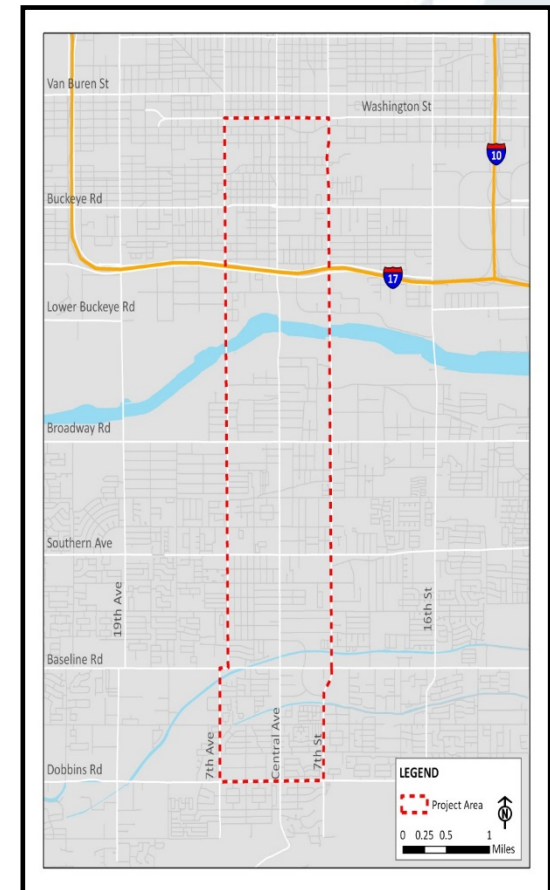 Van Buren St
Washington St
10
Buckeye Rd
17
Lower Buckeye Rd
Broadway Rd
Southern Ave
19th Ave
16th St
Baseline Rd
7th Ave
Central Ave
7th St
Dobbins Rd
LEGEND
Project Area
N
0 0.25 0.5 1
Miles